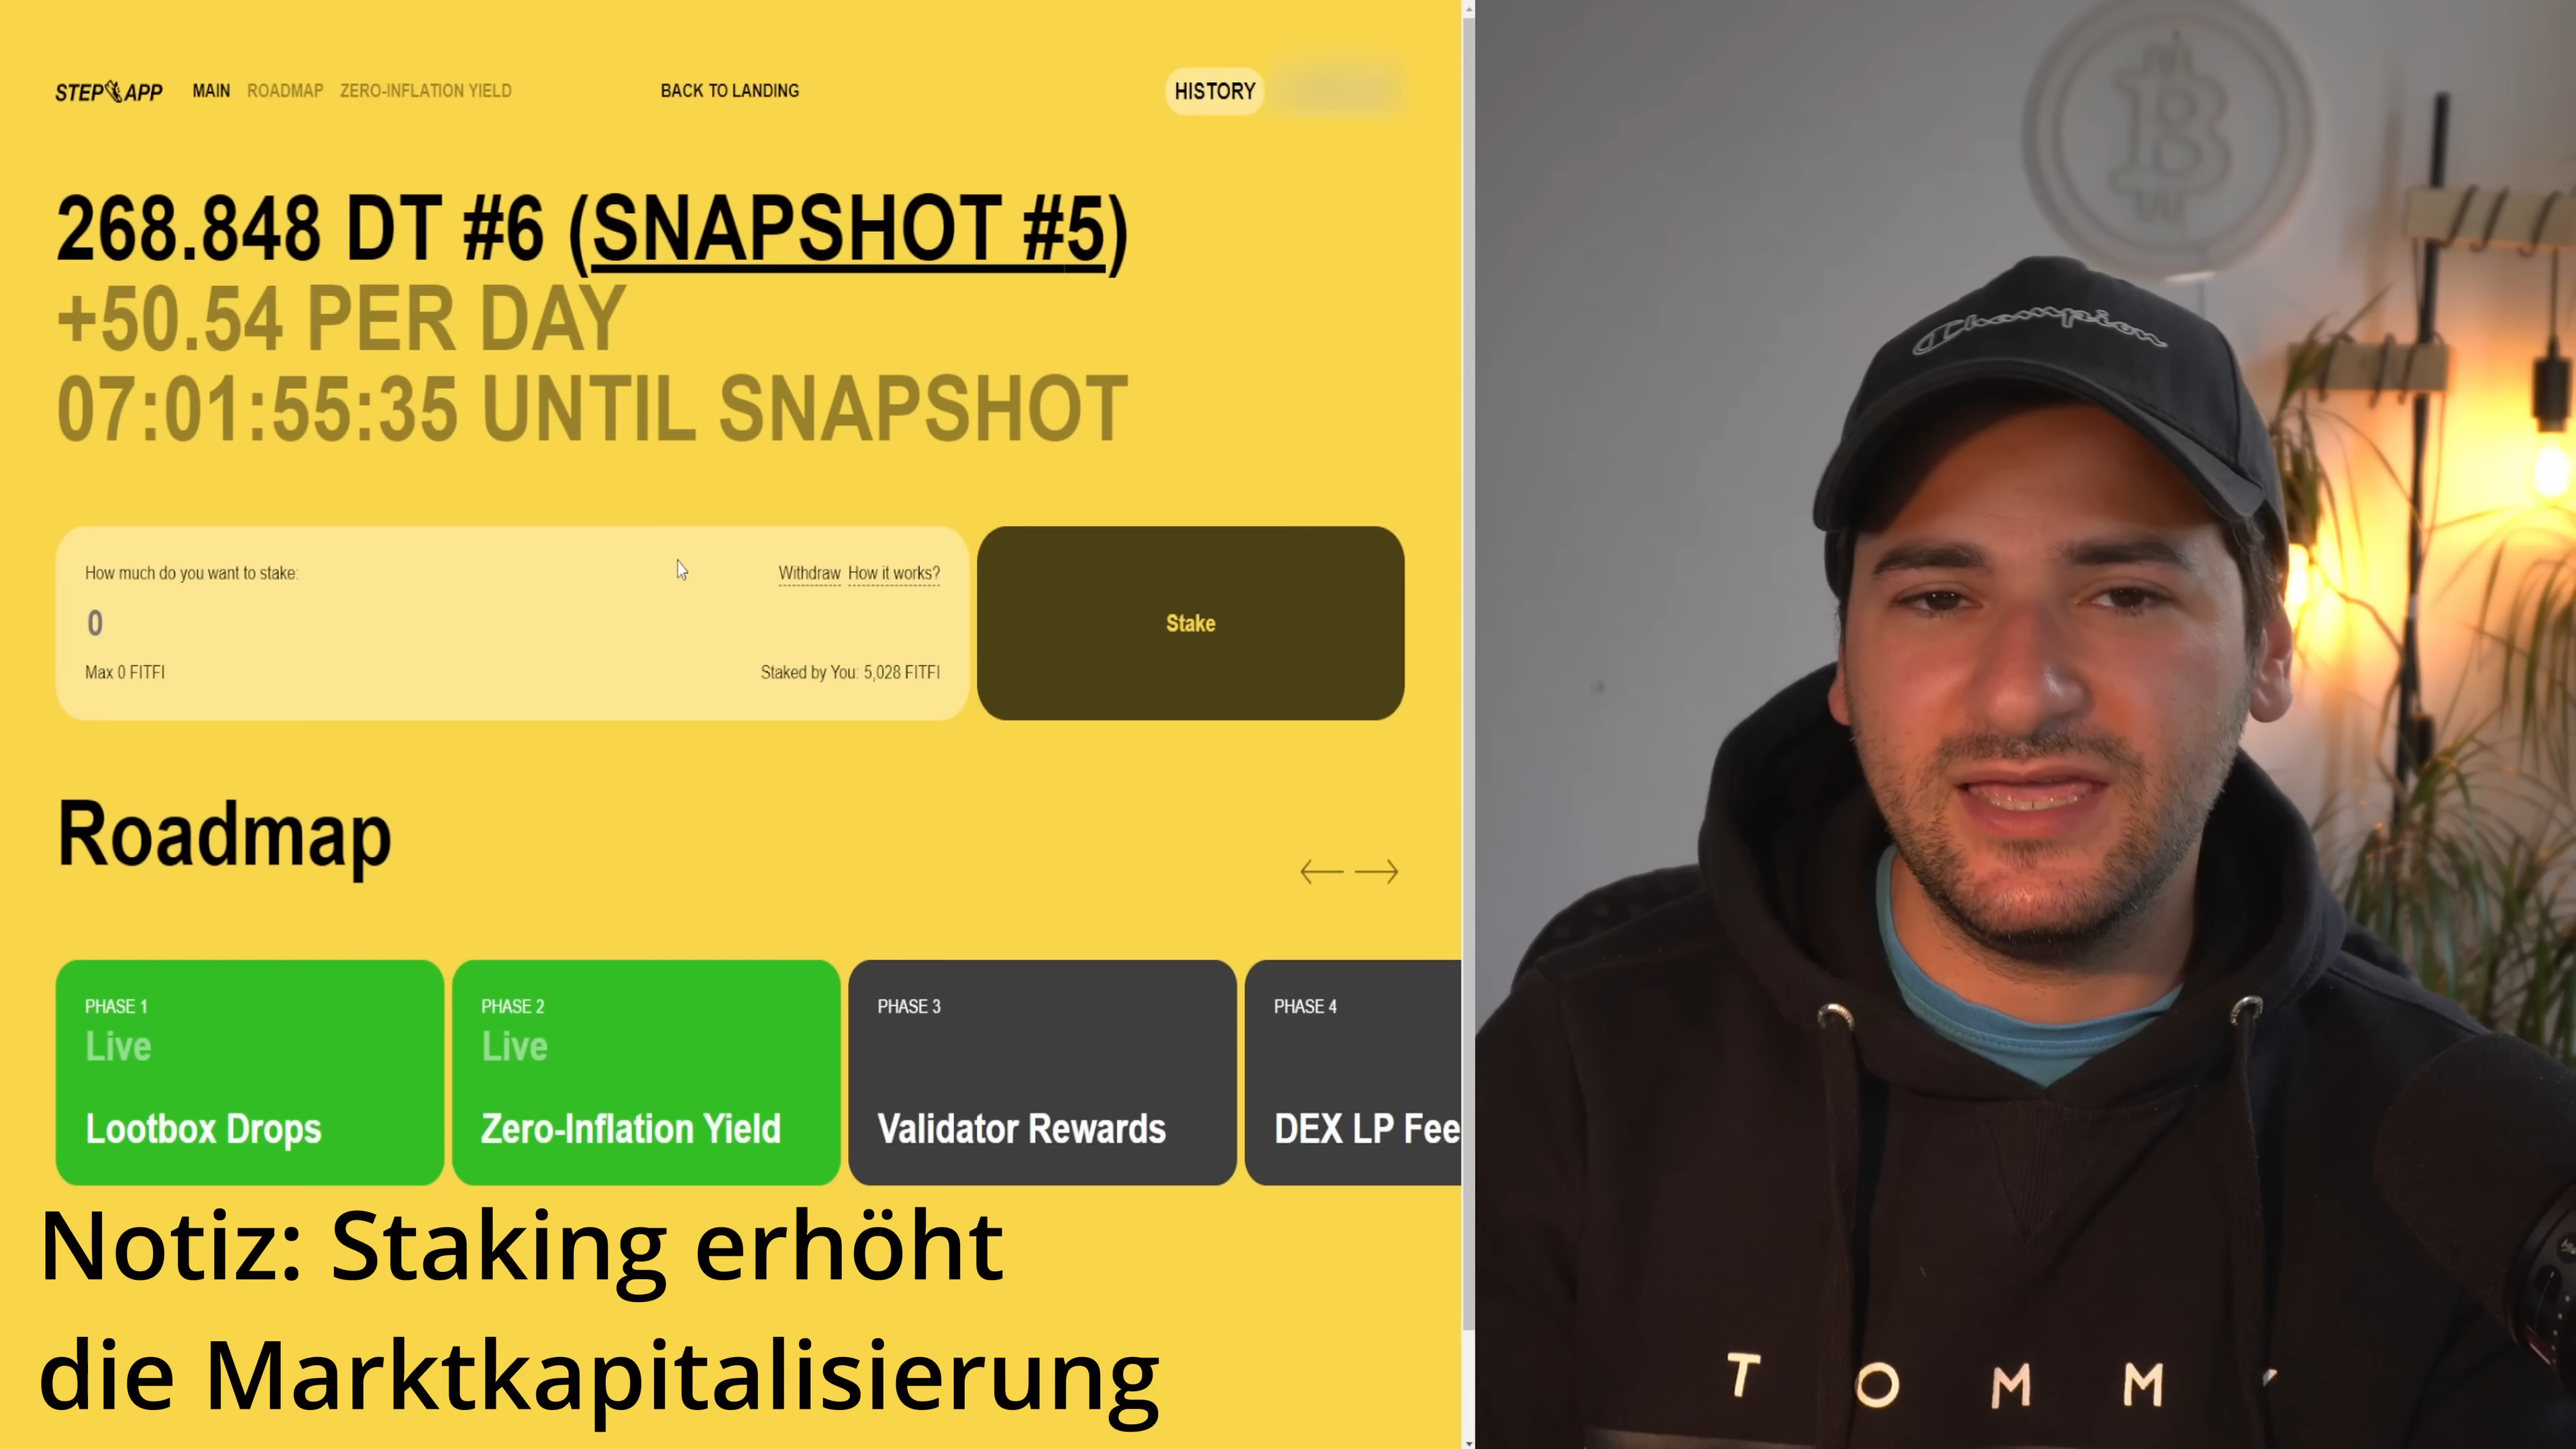 STEP APP MAIN ROADMAP ZERO-INFLATION YIELD BACK TO LANDING HISTORY
268.848 DT #6 (SNAPSHOT #5)
+50.54 PER DAY
07:01:55:35 UNTIL SNAPSHOT
How much do you want to stake: Withdraw How it works?
0
Max 0 FITFI Staked by You: 5,028 FITFI
Stake
Roadmap
PHASE 1
Live
Lootbox Drops
PHASE 2
Live
Zero-Inflation Yield
PHASE 3
Validator Rewards
PHASE 4
DEX LP Fee
Notiz: Staking erhöht
die Marktkapitalisierung
Champion
TOMM